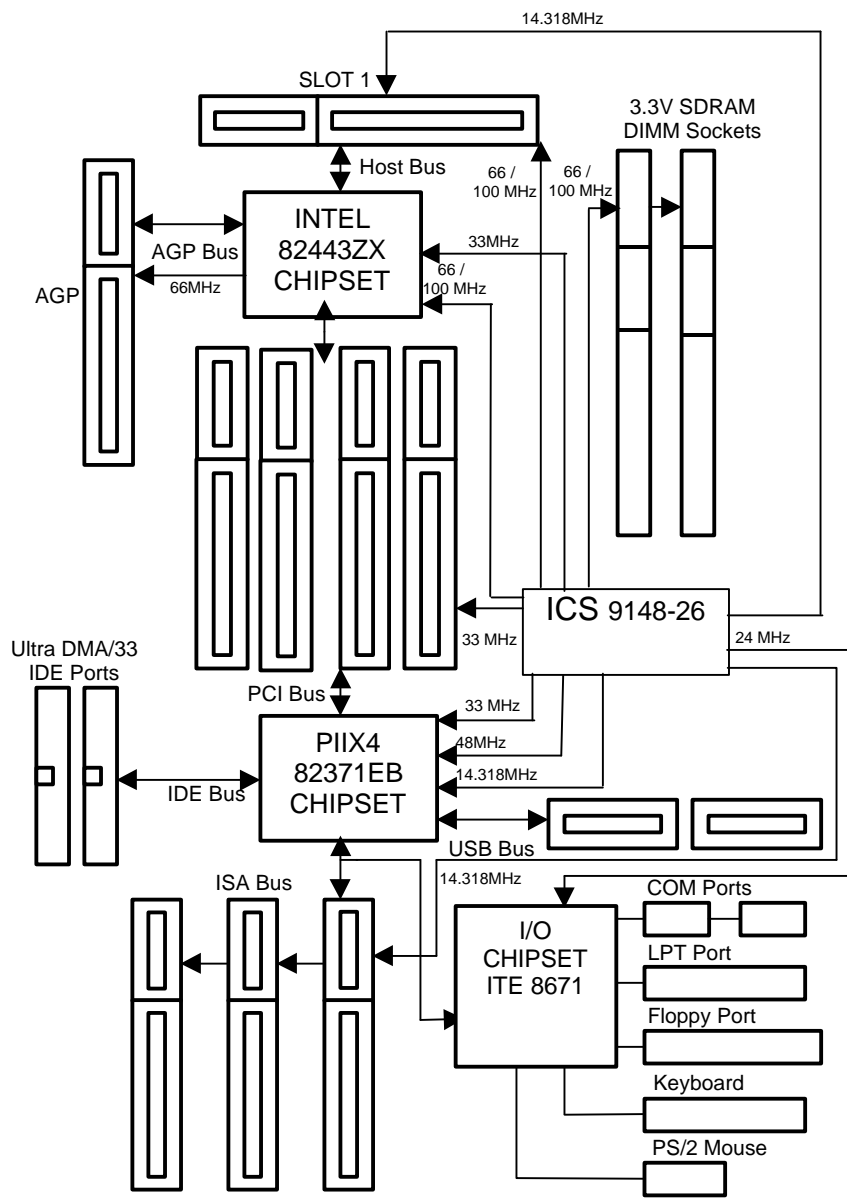 14.318MHz
SLOT 1
3.3V SDRAM
DIMM Sockets
Host Bus
66 /
100 MHz
66 /
100 MHz
INTEL
82443ZX
CHIPSET
AGP Bus
33MHz
66 /
100 MHz
AGP
66MHz
ICS 9148-26
33 MHz
24 MHz
Ultra DMA/33
IDE Ports
PCI Bus
33 MHz
PIIX4
82371EB
CHIPSET
48MHz
14.318MHz
IDE Bus
USB Bus
ISA Bus
14.318MHz
COM Ports
I/O
CHIPSET
ITE 8671
LPT Port
Floppy Port
Keyboard
PS/2 Mouse